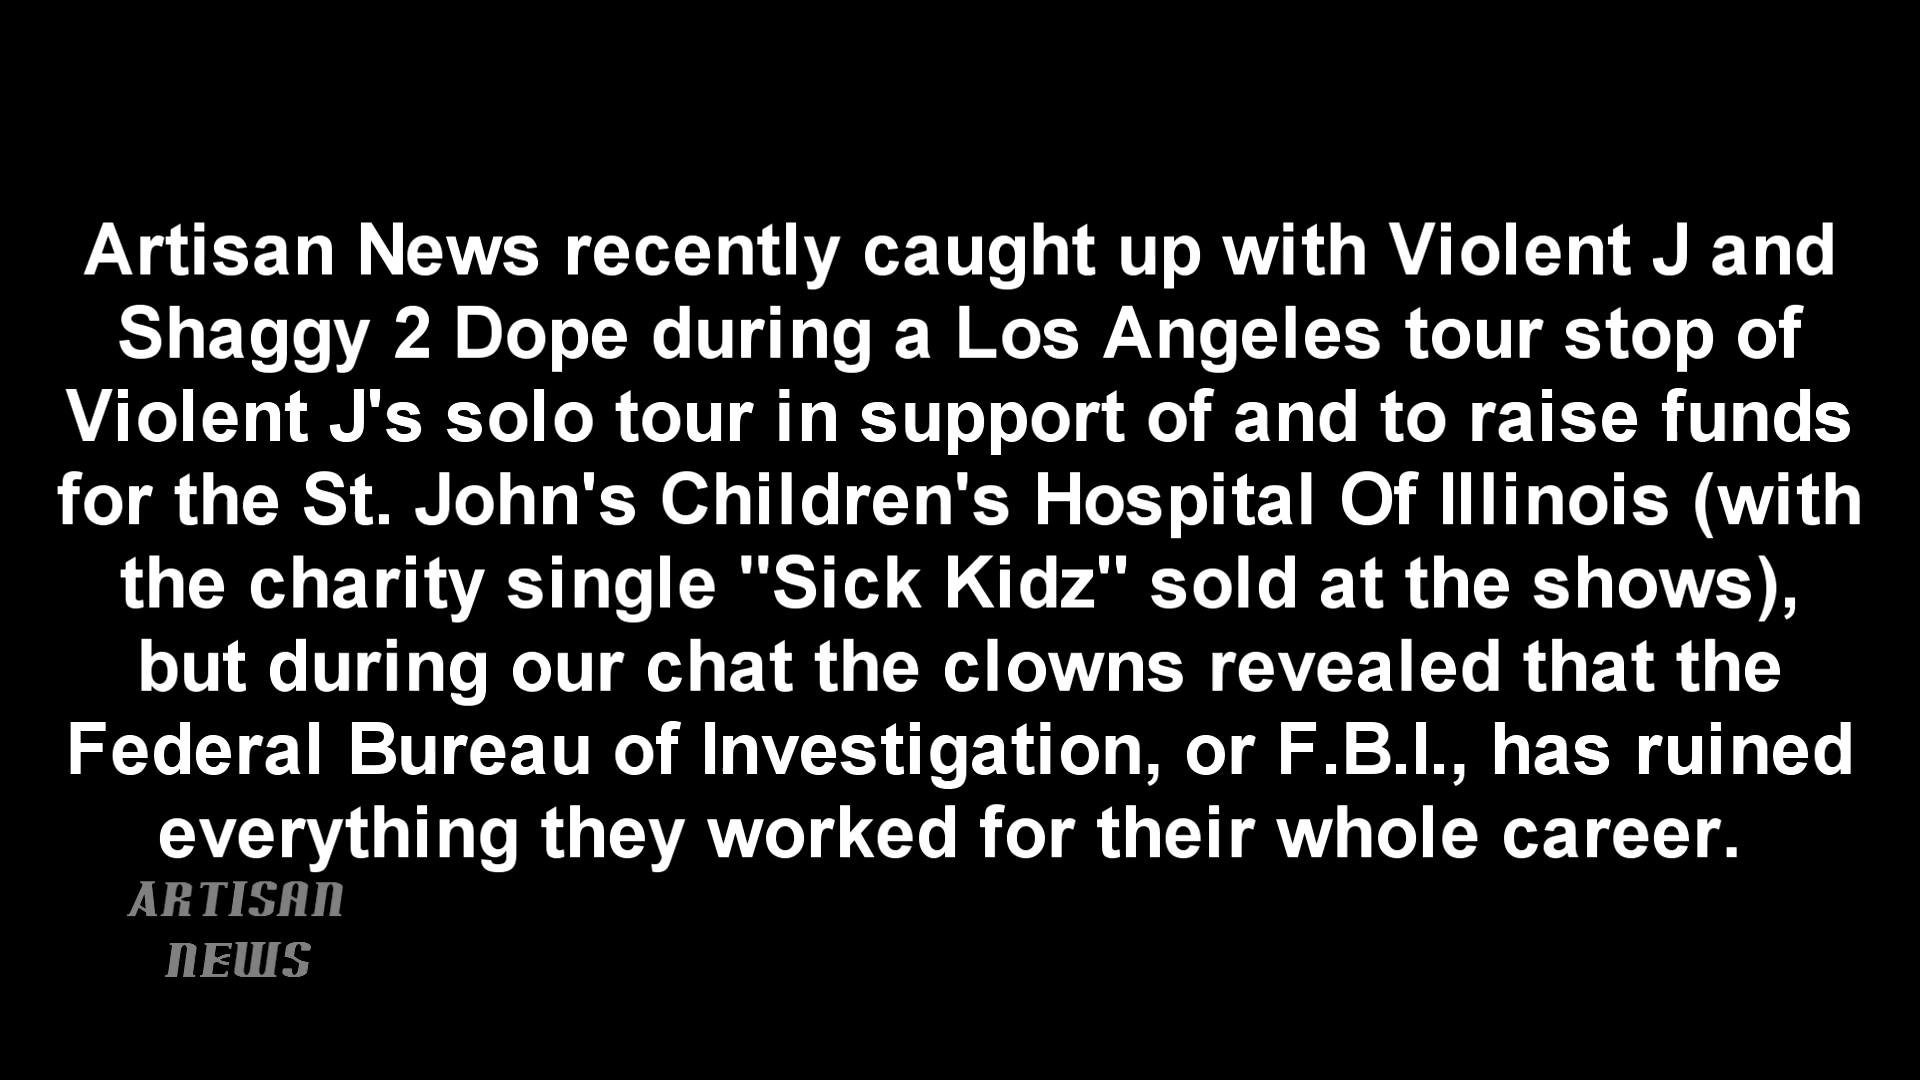 Artisan News recently caught up with Violent J and
Shaggy 2 Dope during a Los Angeles tour stop of
Violent J's solo tour in support of and to raise funds
for the St. John's Children's Hospital Of Illinois (with
the charity single "Sick Kidz" sold at the shows),
but during our chat the clowns revealed that the
Federal Bureau of Investigation, or F.B.I., has ruined
everything they worked for their whole career.
ARTISAN
NEWS